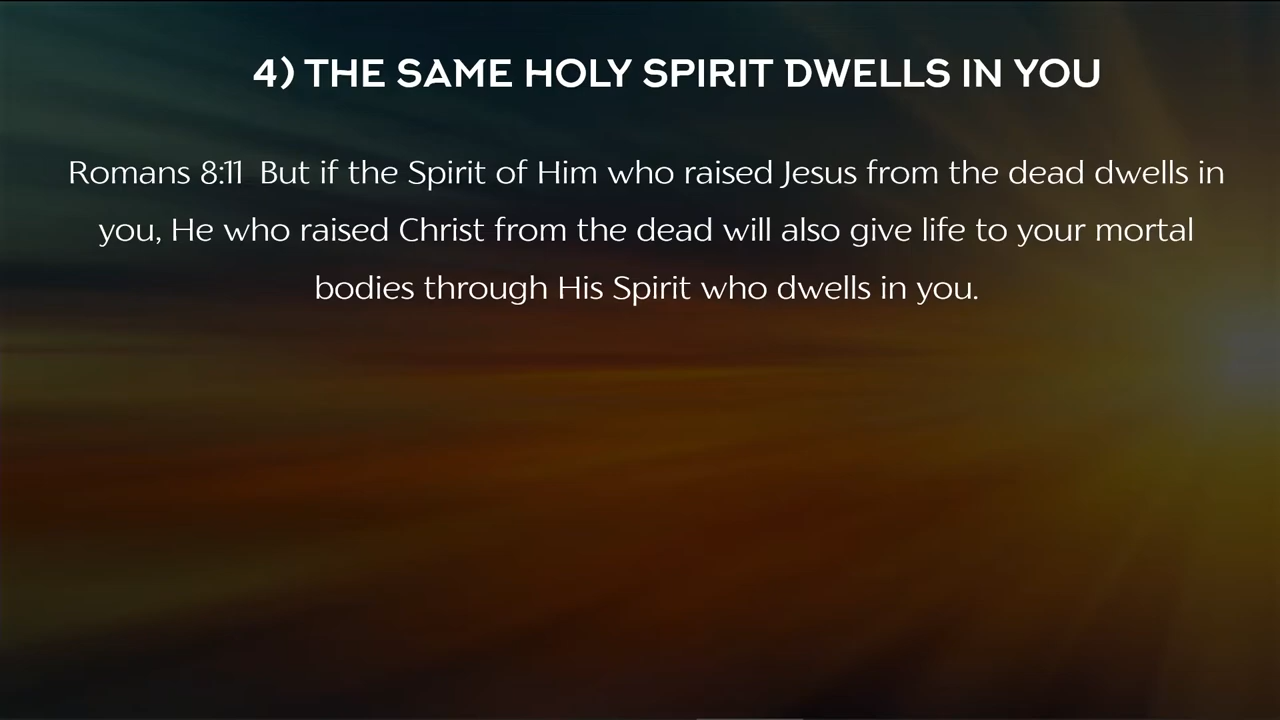 4) THE SAME HOLY SPIRIT DWELLS IN YOU
Romans 8:11  But if the Spirit of Him who raised Jesus from the dead dwells in
you, He who raised Christ from the dead will also give life to your mortal
bodies through His Spirit who dwells in you.